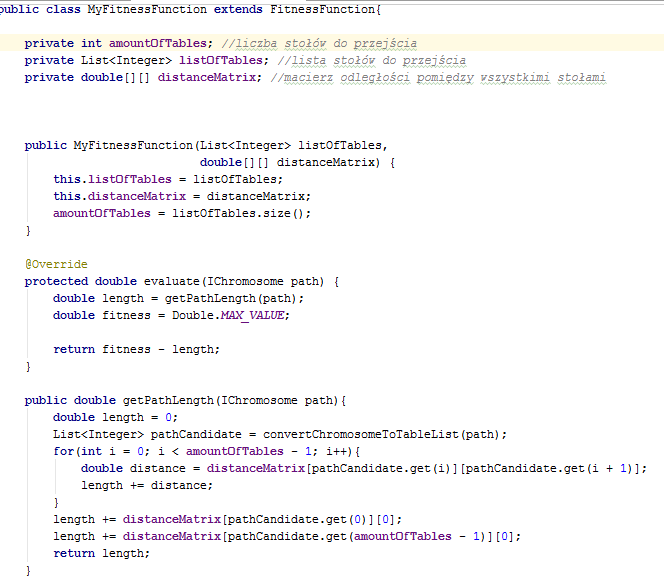 public class MyFitnessFunction extends FitnessFunction{
private int amountOfTables; //liczba stołów do przejścia
private List<Integer> listOfTables; //lista stołów do przejścia
private double[][] distanceMatrix; //macierz odległości pomiędzy wszystkimi stołami
public MyFitnessFunction(List<Integer> listOfTables,
double[][] distanceMatrix) {
this.listOfTables = listOfTables;
this.distanceMatrix = distanceMatrix;
amountOfTables = listOfTables.size();
}
@Override
protected double evaluate(IChromosome path) {
double length = getPathLength(path);
double fitness = Double.MAX_VALUE;
return fitness - length;
}
public double getPathLength(IChromosome path){
double length = 0;
List<Integer> pathCandidate = convertChromosomeToTableList(path);
for(int i = 0; i < amountOfTables - 1; i++){
double distance = distanceMatrix[pathCandidate.get(i)][pathCandidate.get(i + 1)];
length += distance;
}
length += distanceMatrix[pathCandidate.get(0)][0];
length += distanceMatrix[pathCandidate.get(amountOfTables - 1)][0];
return length;
}